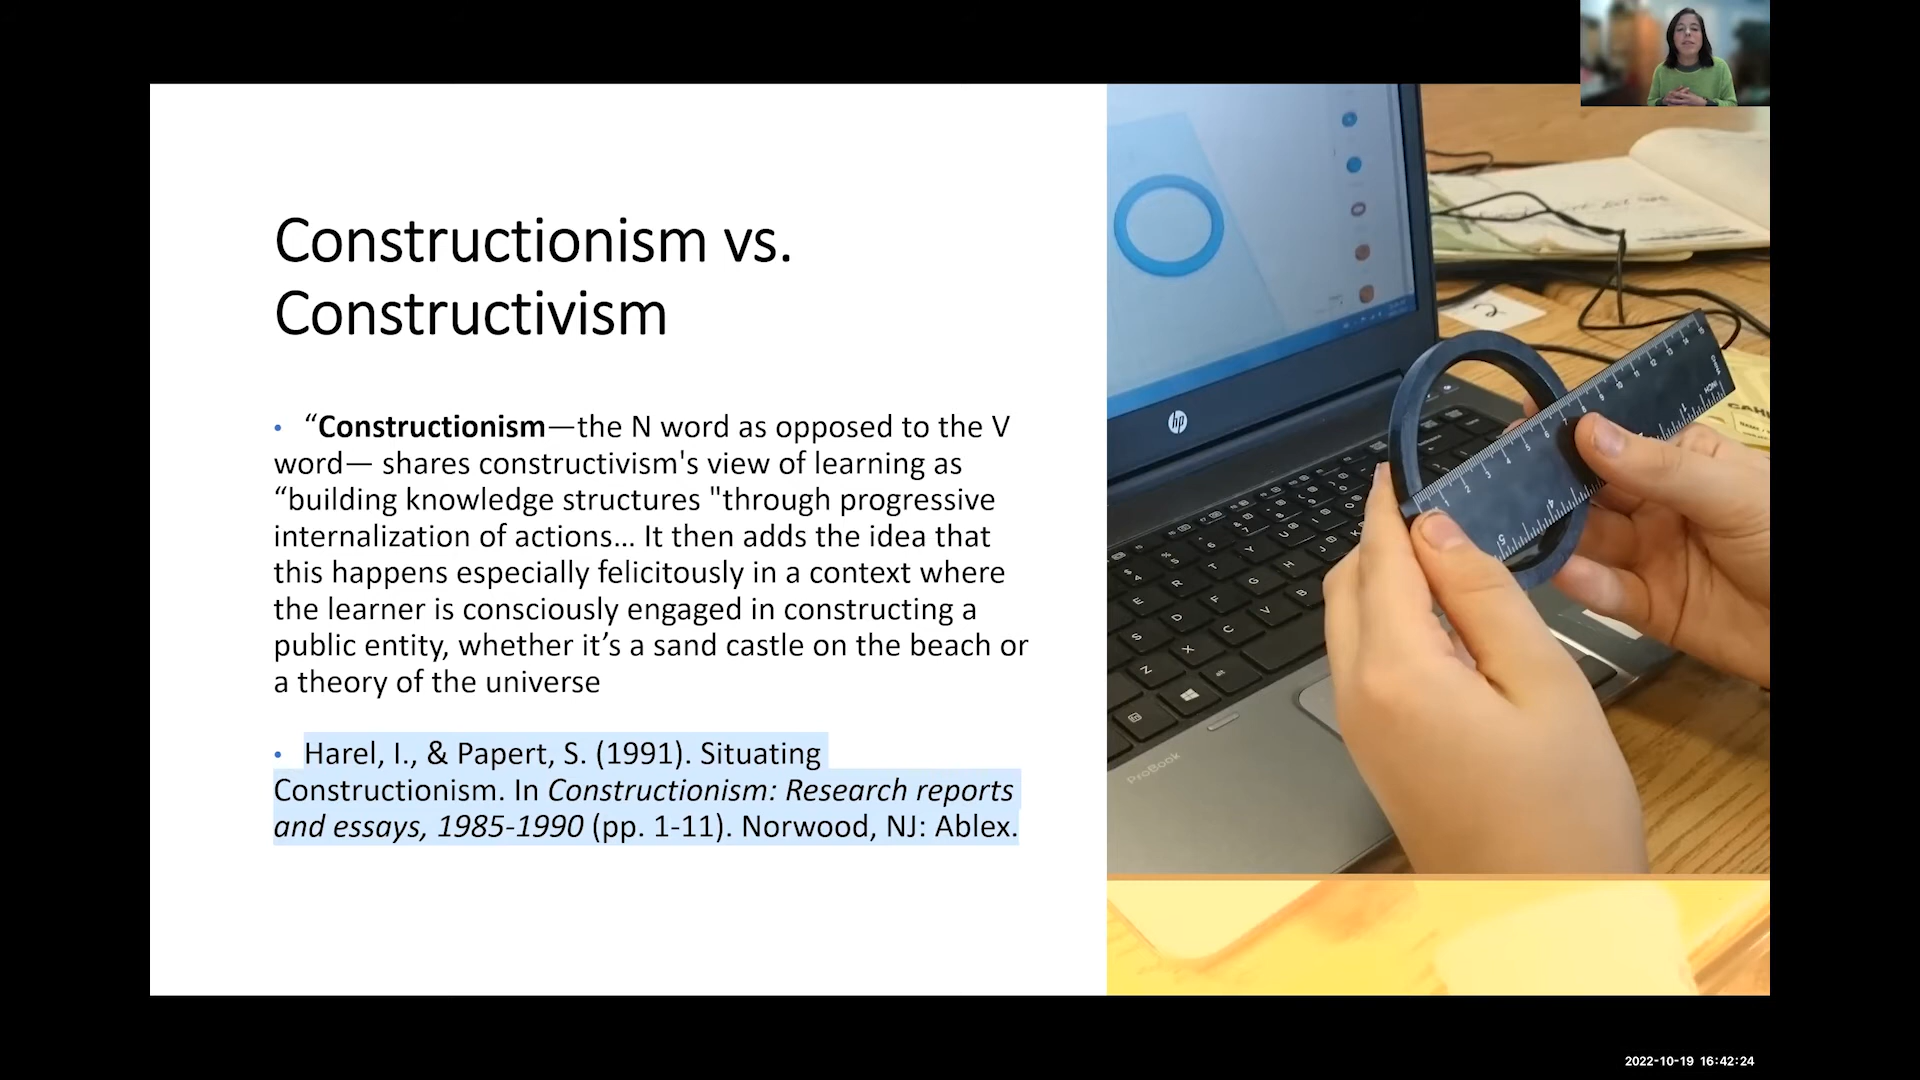 Constructionism vs.
Constructivism
• “Constructionism—the N word as opposed to the V
word— shares constructivism's view of learning as
“building knowledge structures "through progressive
internalization of actions… It then adds the idea that
this happens especially felicitously in a context where
the learner is consciously engaged in constructing a
public entity, whether it’s a sand castle on the beach or
a theory of the universe
• Harel, I., & Papert, S. (1991). Situating
Constructionism. In Constructionism: Research reports
and essays, 1985-1990 (pp. 1-11). Norwood, NJ: Ablex.
hp
ProBook
2022-10-19 16:42:24